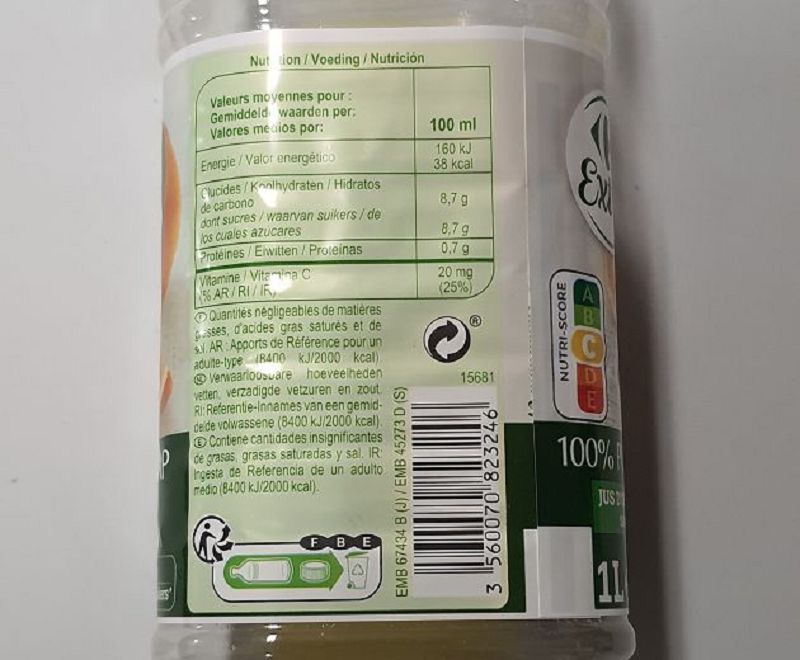 Nutrition / Voeding / Nutrición
Valeurs moyennes pour :
Gemiddelde waarden per:
Valores medios por:
100 ml
Energie / Valor energético
160 kJ
38 kcal
Glucides / Koolhydraten / Hidratos
de carbono
8,7 g
dont sucres / waarvan suikers / de
los cuales azúcares
8,7 g
Protéines / Eiwitten / Proteínas
0,7 g
Vitamine / Vitamina C
(% AR / RI / IR)
20 mg
(25%)
F Quantités négligeables de matières
grasses, d'acides gras saturés et de
sel. AR : Apports de Référence pour un
adulte-type (8400 kJ/2000 kcal).
Verwaarloosbare hoeveelheden
vetten, verzadigde vetzuren en zout.
RI: Referentie-Innames van een gemid-
delde volwassene (8400 kJ/2000 kcal).
E Contiene cantidades insignificantes
de grasas, grasas saturadas y sal. IR:
Ingesta de Referencia de un adulto
medio (8400 kJ/2000 kcal).
F B E
®
15681
EMB 67434 B (J) / EMB 45273 D (S)
3 560070 823246
NUTRI-SCORE
A
B
C
D
E
100%
JUS
1L